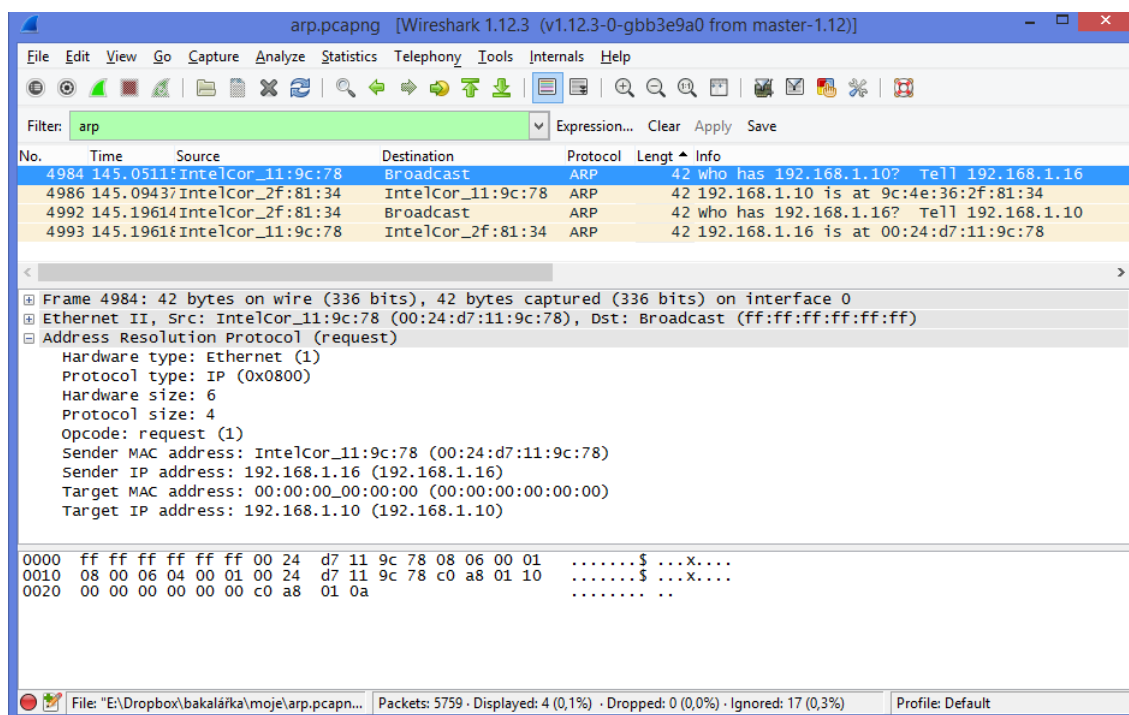 arp.pcapng [Wireshark 1.12.3 (v1.12.3-0-gbb3e9a0 from master-1.12)]
File Edit View Go Capture Analyze Statistics Telephony Tools Internals Help
Filter: arp Expression... Clear Apply Save
No. Time Source Destination Protocol Lengt Info
4984 145.05115 IntelCor_11:9c:78 Broadcast ARP 42 Who has 192.168.1.10? Tell 192.168.1.16
4986 145.09437 IntelCor_2f:81:34 IntelCor_11:9c:78 ARP 42 192.168.1.10 is at 9c:4e:36:2f:81:34
4992 145.19614 IntelCor_2f:81:34 Broadcast ARP 42 Who has 192.168.1.16? Tell 192.168.1.10
4993 145.19618 IntelCor_11:9c:78 IntelCor_2f:81:34 ARP 42 192.168.1.16 is at 00:24:d7:11:9c:78
Frame 4984: 42 bytes on wire (336 bits), 42 bytes captured (336 bits) on interface 0
Ethernet II, Src: IntelCor_11:9c:78 (00:24:d7:11:9c:78), Dst: Broadcast (ff:ff:ff:ff:ff:ff)
Address Resolution Protocol (request)
Hardware type: Ethernet (1)
Protocol type: IP (0x0800)
Hardware size: 6
Protocol size: 4
Opcode: request (1)
Sender MAC address: IntelCor_11:9c:78 (00:24:d7:11:9c:78)
Sender IP address: 192.168.1.16 (192.168.1.16)
Target MAC address: 00:00:00_00:00:00 (00:00:00:00:00:00)
Target IP address: 192.168.1.10 (192.168.1.10)
0000 ff ff ff ff ff ff 00 24 d7 11 9c 78 08 06 00 01 .......$ ...x....
0010 08 00 06 04 00 01 00 24 d7 11 9c 78 c0 a8 01 10 .......$ ...x....
0020 00 00 00 00 00 00 c0 a8 01 0a ........ ..
File: "E:\Dropbox\bakalářka\moje\arp.pcapn... Packets: 5759 · Displayed: 4 (0,1%) · Dropped: 0 (0,0%) · Ignored: 17 (0,3%) Profile: Default